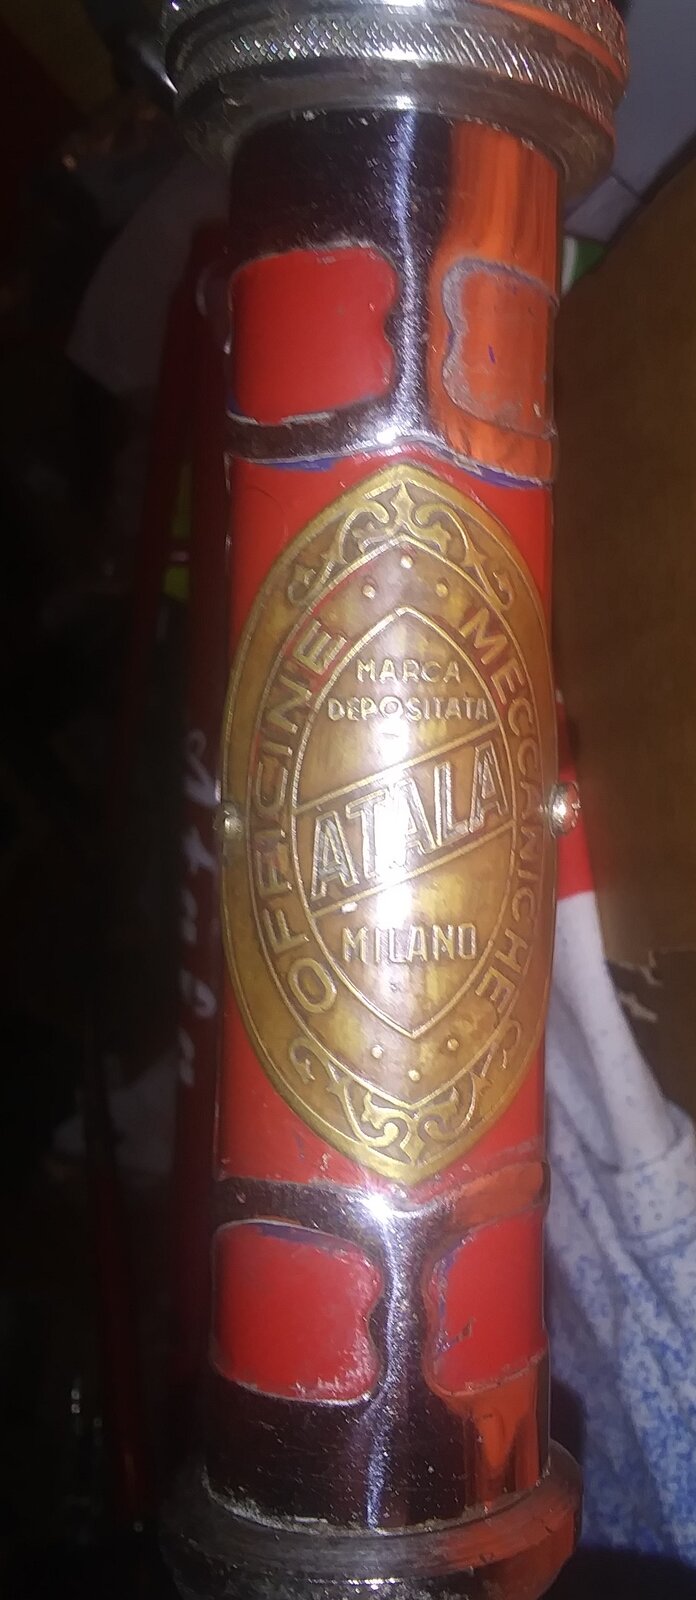 OFFICINE MECCANICHE
MARCA
DEPOSITATA
ATALA
MILANO